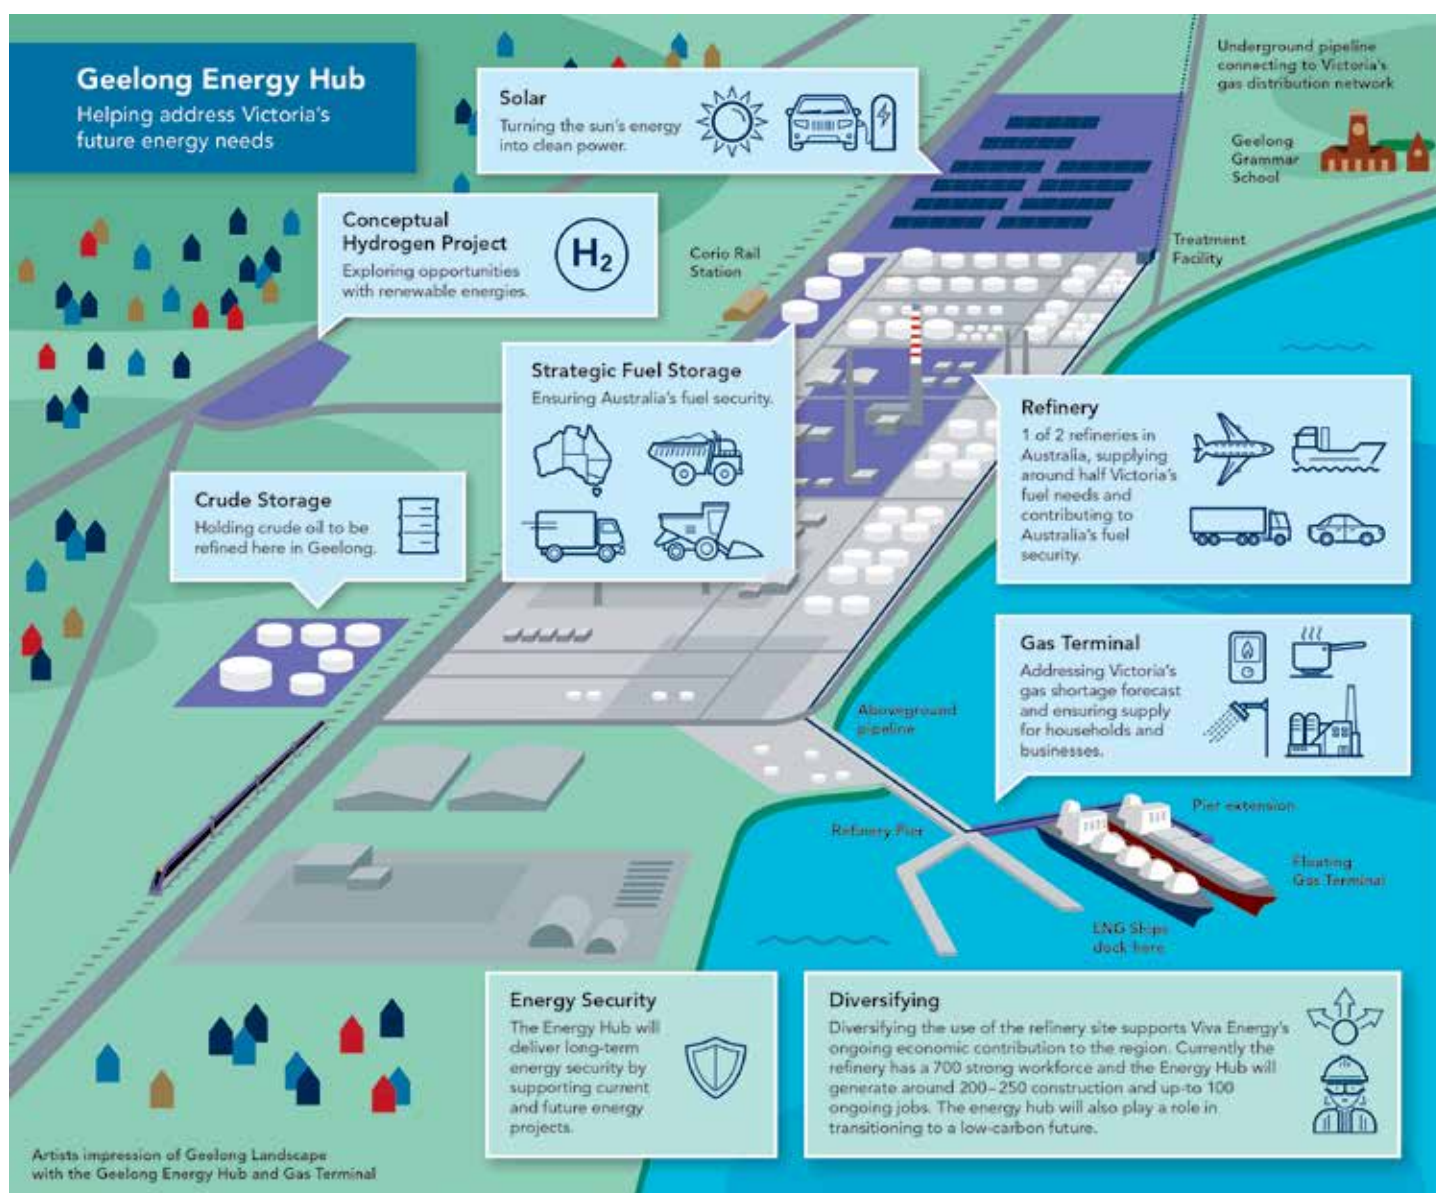 Geelong Energy Hub
Helping address Victoria's
future energy needs
Solar
Turning the sun's energy
into clean power.
Underground pipeline
connecting to Victoria's
gas distribution network
Geelong
Grammar
School
Conceptual
Hydrogen Project
Exploring opportunities
with renewable energies.
H2
Corio Rail
Station
Treatment
Facility
Strategic Fuel Storage
Ensuring Australia's fuel security.
Refinery
1 of 2 refineries in
Australia, supplying
around half Victoria's
fuel needs and
contributing to
Australia's fuel
security.
Crude Storage
Holding crude oil to be
refined here in Geelong.
Gas Terminal
Addressing Victoria's
gas shortage forecast
and ensuring supply
for households and
businesses.
Aboveground
pipeline
Refinery Pier
Pier extension
Floating
Gas Terminal
LNG Ships
dock here
Energy Security
The Energy Hub will
deliver long-term
energy security by
supporting current
and future energy
projects.
Diversifying
Diversifying the use of the refinery site supports Viva Energy's
ongoing economic contribution to the region. Currently the
refinery has a 700 strong workforce and the Energy Hub will
generate around 200–250 construction and up-to 100
ongoing jobs. The energy hub will also play a role in
transitioning to a low-carbon future.
Artists impression of Geelong Landscape
with the Geelong Energy Hub and Gas Terminal